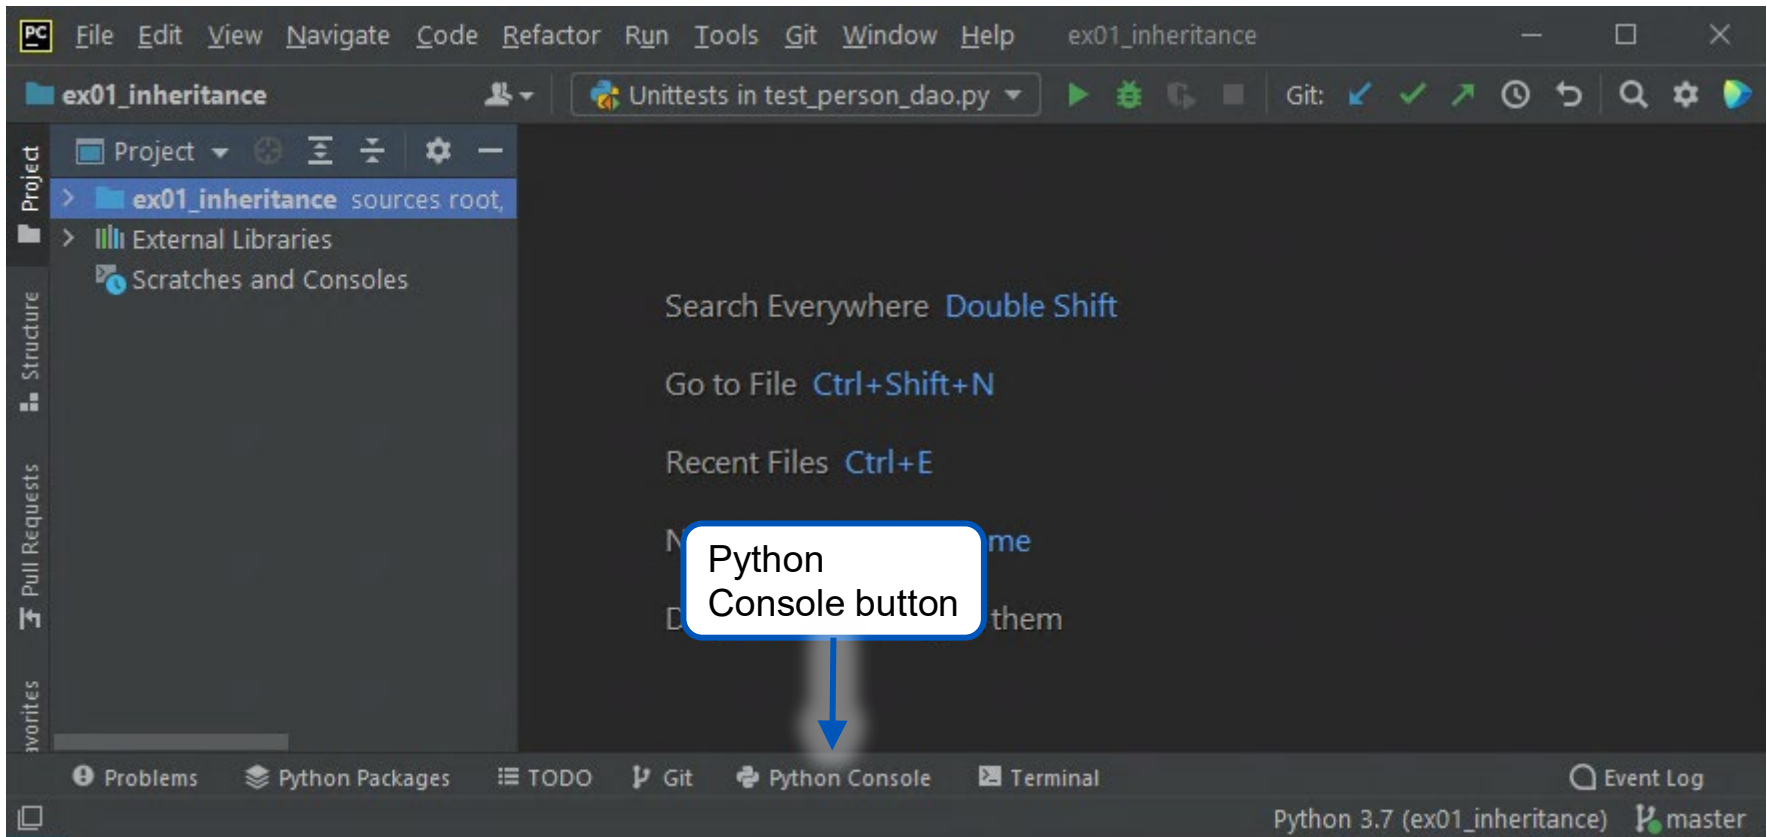 PC File Edit View Navigate Code Refactor Run Tools Git Window Help ex01_inheritance
ex01_inheritance Unittests in test_person_dao.py Git:
Project
Project
ex01_inheritance sources root,
External Libraries
Scratches and Consoles
Structure
Pull Requests
Search Everywhere Double Shift
Go to File Ctrl+Shift+N
Recent Files Ctrl+E
N me
D them
Python
Console button
Problems Python Packages TODO Git Python Console Terminal Event Log
Python 3.7 (ex01_inheritance) master